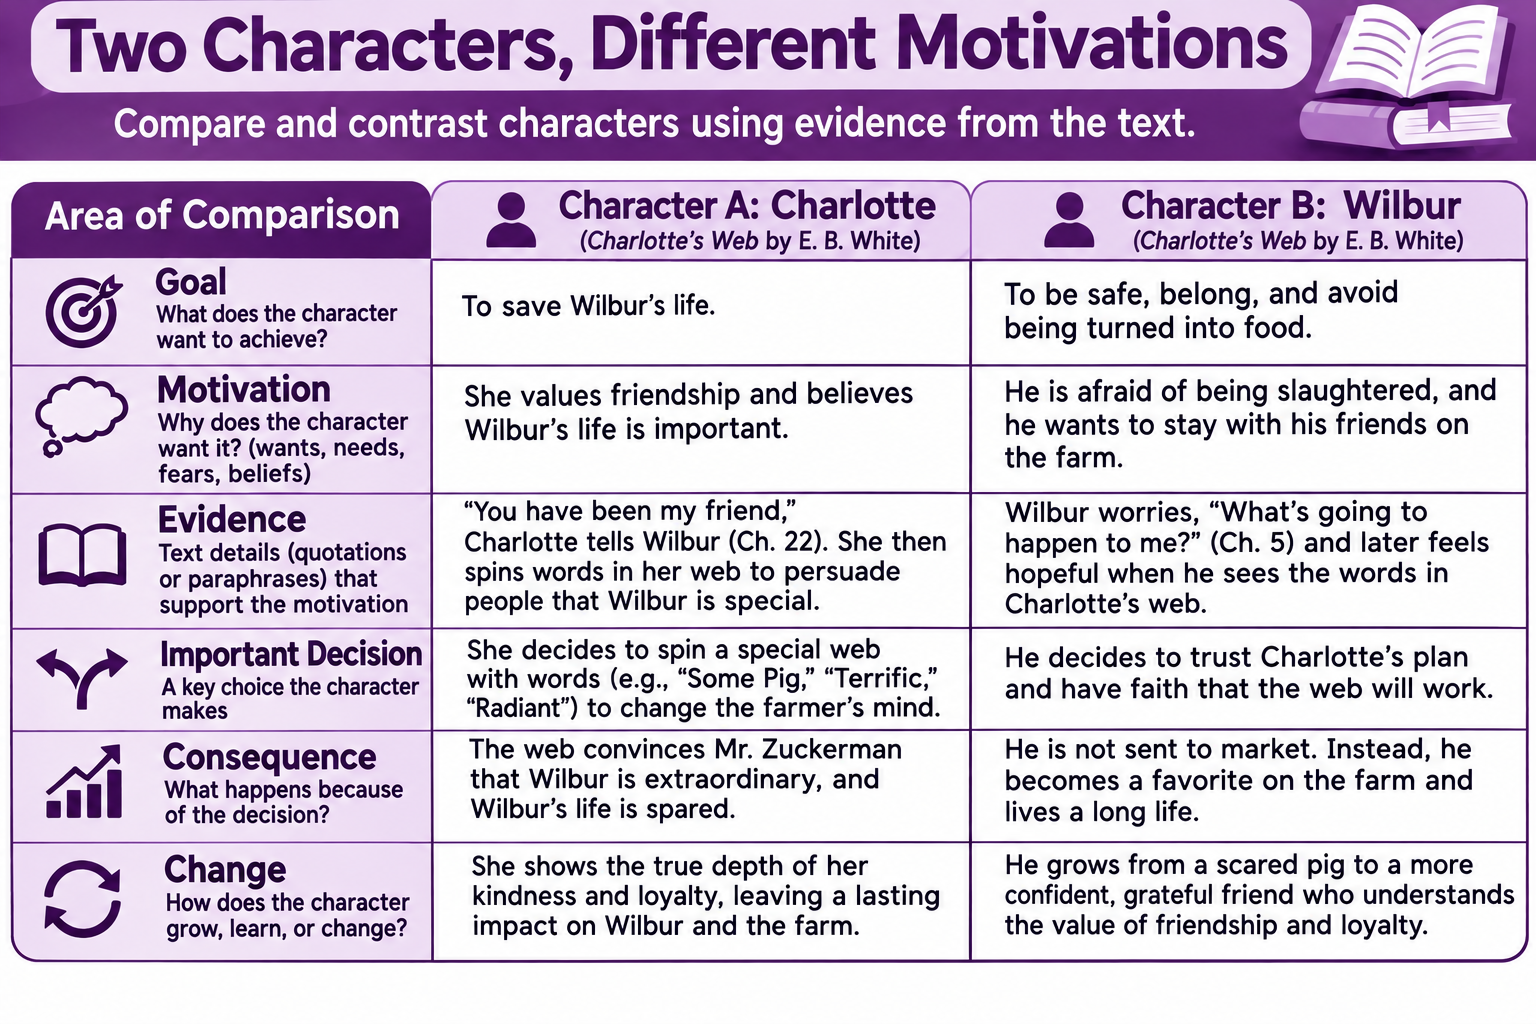 Two Characters, Different Motivations
Compare and contrast characters using evidence from the text.
Area of Comparison
Character A: Charlotte
(Charlotte's Web by E. B. White)
Character B: Wilbur
(Charlotte's Web by E. B. White)
Goal
What does the character
want to achieve?
To save Wilbur's life.
To be safe, belong, and avoid
being turned into food.
Motivation
Why does the character
want it? (wants, needs,
fears, beliefs)
She values friendship and believes
Wilbur's life is important.
He is afraid of being slaughtered, and
he wants to stay with his friends on
the farm.
Evidence
Text details (quotations
or paraphrases) that
support the motivation
“You have been my friend,”
Charlotte tells Wilbur (Ch. 22). She then
spins words in her web to persuade
people that Wilbur is special.
Wilbur worries, “What's going to
happen to me?” (Ch. 5) and later feels
hopeful when he sees the words in
Charlotte's web.
Important Decision
A key choice the character
makes
She decides to spin a special web
with words (e.g., “Some Pig,” “Terrific,”
“Radiant”) to change the farmer's mind.
He decides to trust Charlotte's plan
and have faith that the web will work.
Consequence
What happens because
of the decision?
The web convinces Mr. Zuckerman
that Wilbur is extraordinary, and
Wilbur's life is spared.
He is not sent to market. Instead, he
becomes a favorite on the farm and
lives a long life.
Change
How does the character
grow, learn, or change?
She shows the true depth of her
kindness and loyalty, leaving a lasting
impact on Wilbur and the farm.
He grows from a scared pig to a more
confident, grateful friend who understands
the value of friendship and loyalty.